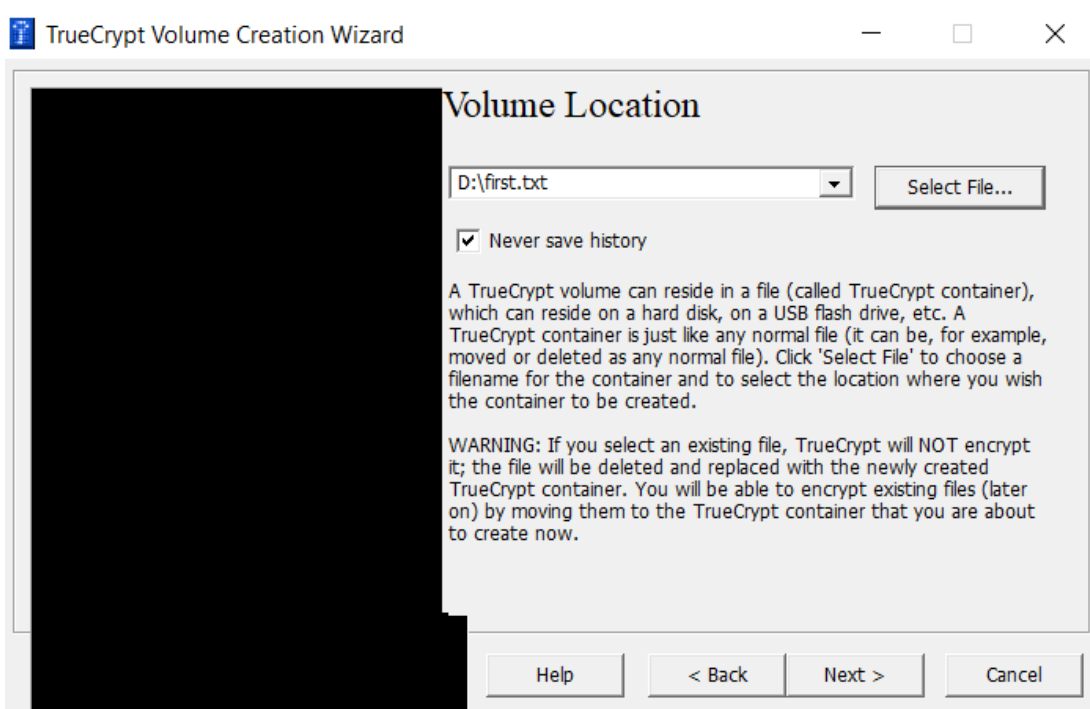 TrueCrypt Volume Creation Wizard
Volume Location
D:\first.txt
Select File...
Never save history
A TrueCrypt volume can reside in a file (called TrueCrypt container),
which can reside on a hard disk, on a USB flash drive, etc. A
TrueCrypt container is just like any normal file (it can be, for example,
moved or deleted as any normal file). Click 'Select File' to choose a
filename for the container and to select the location where you wish
the container to be created.
WARNING: If you select an existing file, TrueCrypt will NOT encrypt
it; the file will be deleted and replaced with the newly created
TrueCrypt container. You will be able to encrypt existing files (later
on) by moving them to the TrueCrypt container that you are about
to create now.
Help
< Back
Next >
Cancel